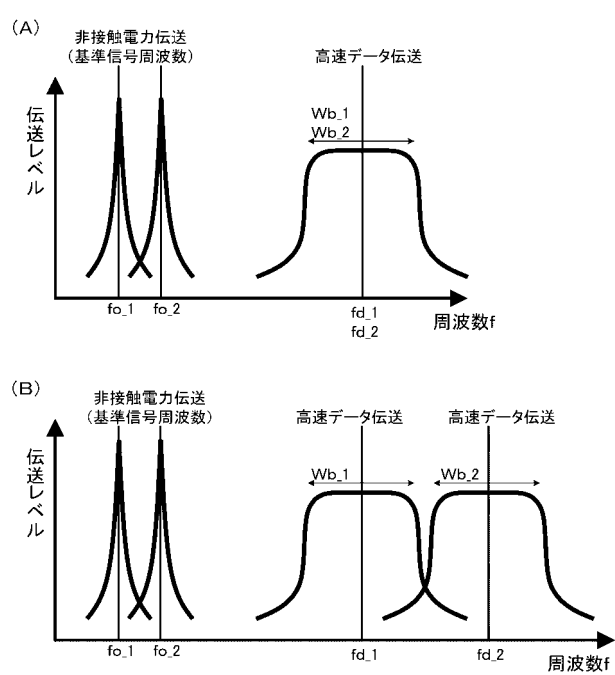 (A)
非接触電力伝送
(基準信号周波数)
高速データ伝送
伝送レベル
Wb_1
Wb_2
fo_1
fo_2
fd_1
fd_2
周波数f
(B)
非接触電力伝送
(基準信号周波数)
高速データ伝送
高速データ伝送
伝送レベル
Wb_1
Wb_2
fo_1
fo_2
fd_1
fd_2
周波数f